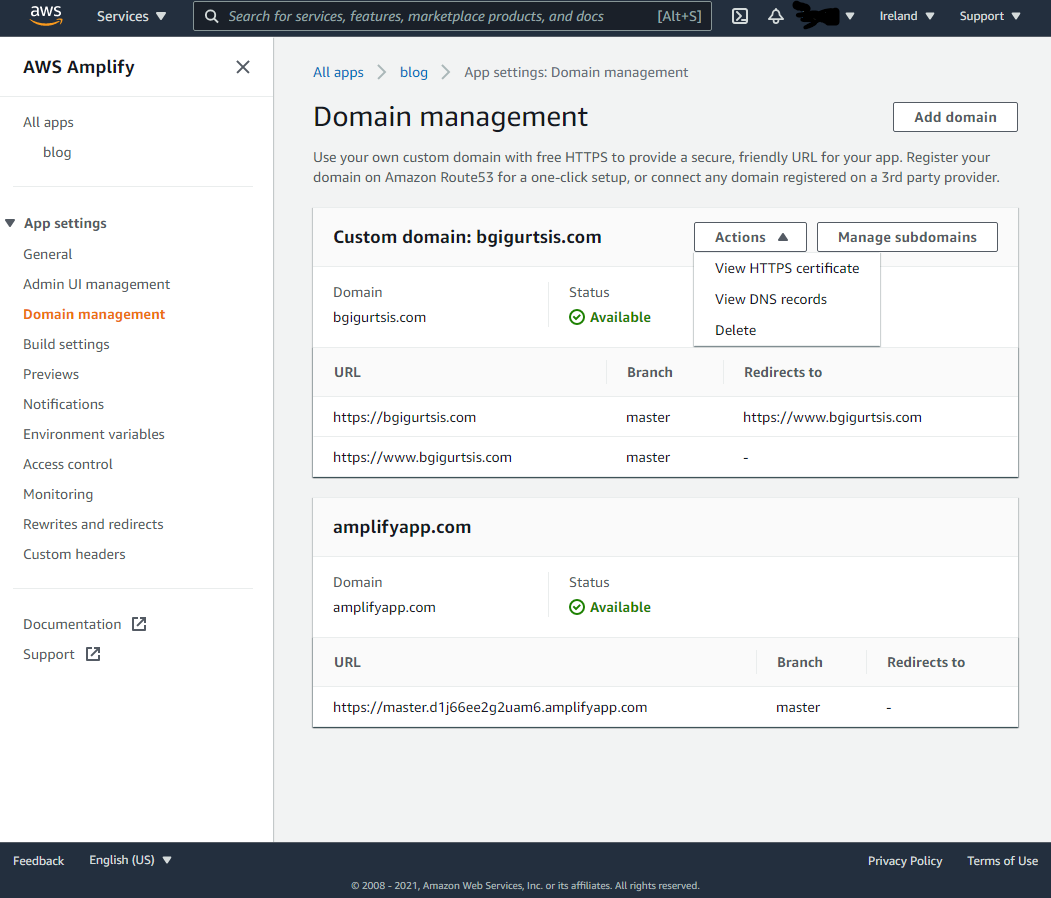 aws Services Search for services, features, marketplace products, and docs [Alt+S] Ireland Support
AWS Amplify
All apps
blog
App settings
General
Admin UI management
Domain management
Build settings
Previews
Notifications
Environment variables
Access control
Monitoring
Rewrites and redirects
Custom headers
Documentation
Support
All apps blog App settings: Domain management
Domain management
Add domain
Use your own custom domain with free HTTPS to provide a secure, friendly URL for your app. Register your
domain on Amazon Route53 for a one-click setup, or connect any domain registered on a 3rd party provider.
Custom domain: bgigurtsis.com Actions Manage subdomains
View HTTPS certificate
View DNS records
Delete
Domain Status
bgigurtsis.com Available
URL Branch Redirects to
https://bgigurtsis.com master https://www.bgigurtsis.com
https://www.bgigurtsis.com master -
amplifyapp.com
Domain Status
amplifyapp.com Available
URL Branch Redirects to
https://master.d1j66ee2g2uam6.amplifyapp.com master -
Feedback English (US) Privacy Policy Terms of Use
© 2008 - 2021, Amazon Web Services, Inc. or its affiliates. All rights reserved.